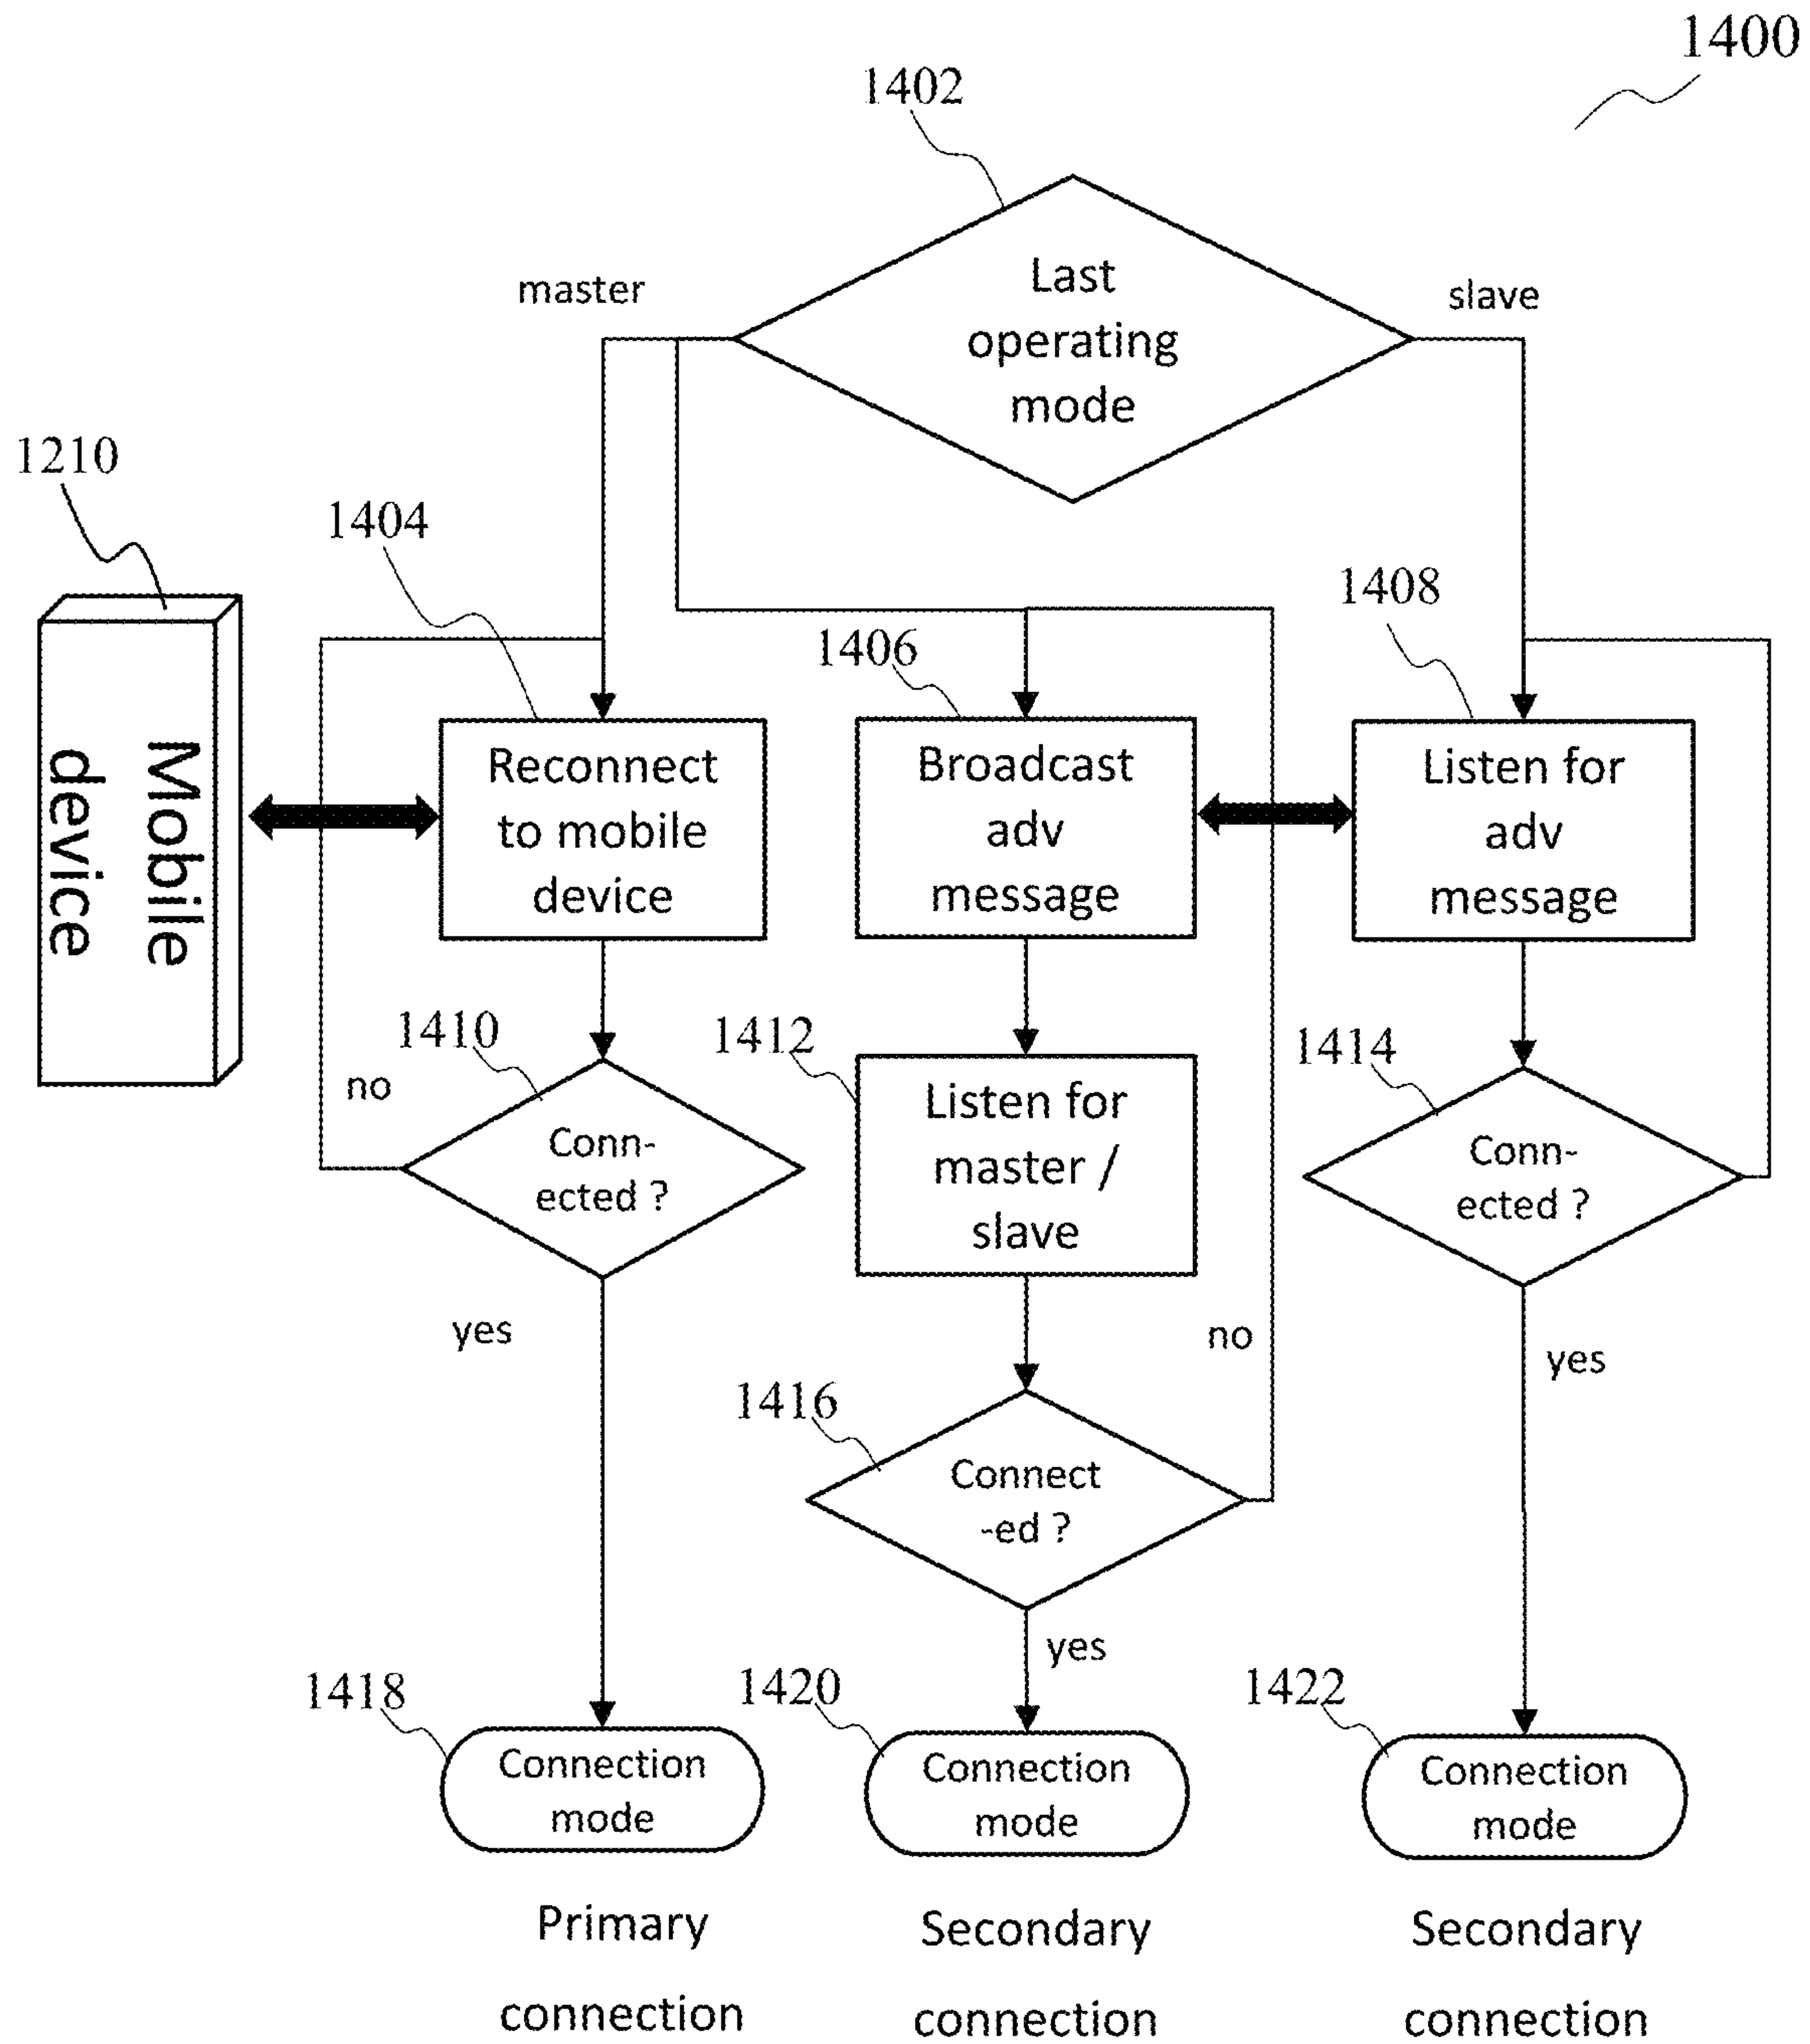 1400
1402
Last
operating
mode
master
slave
1210
1404
1406
1408
Mobile
device
Reconnect
to mobile
device
Broadcast
adv
message
Listen for
adv
message
1410
1412
1414
no
Conn-
ected ?
Listen for
master /
slave
Conn-
ected ?
yes
no
yes
1416
Connect
-ed ?
yes
1418
1420
1422
Connection
mode
Connection
mode
Connection
mode
Primary
connection
Secondary
connection
Secondary
connection